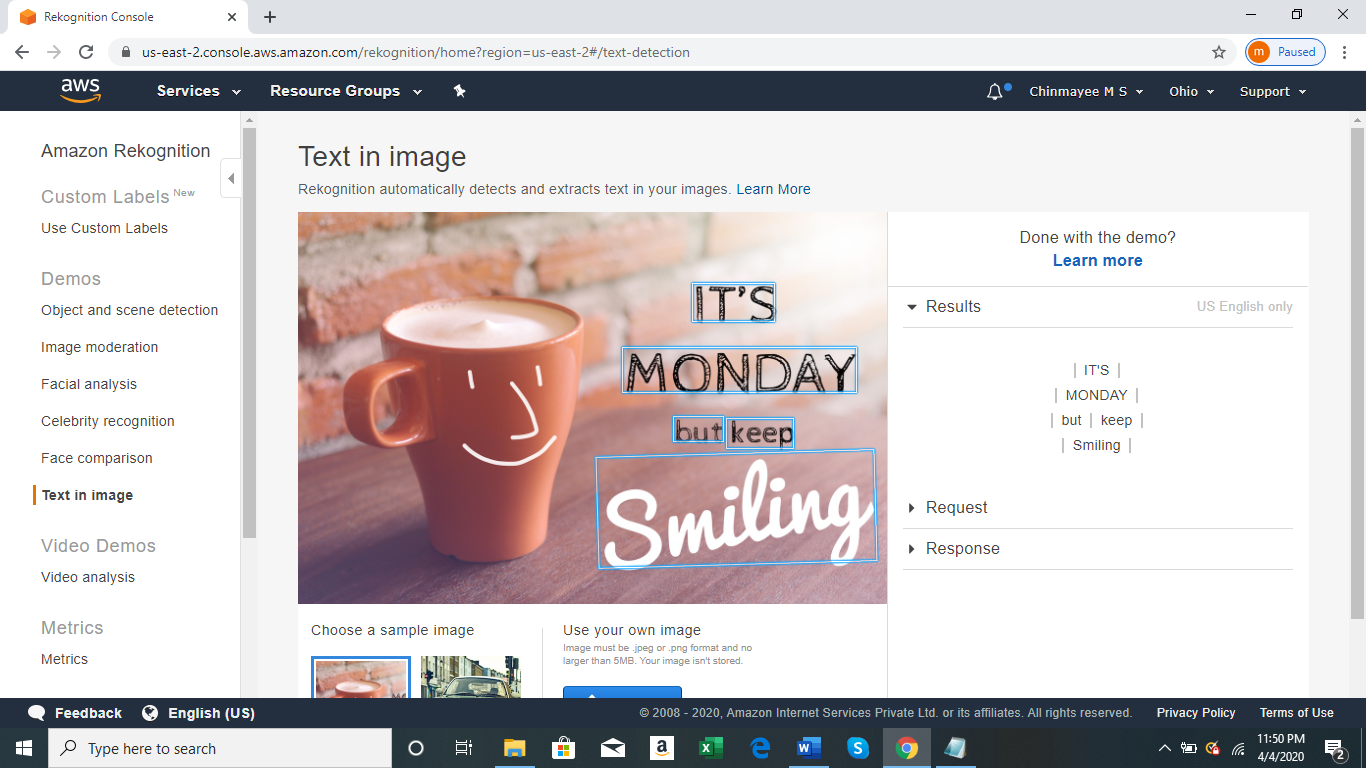 Rekognition Console
us-east-2.console.aws.amazon.com/rekognition/home?region=us-east-2#/text-detection
m Paused
aws Services Resource Groups Chinmayee M S Ohio Support
Amazon Rekognition
Custom Labels New
Use Custom Labels
Demos
Object and scene detection
Image moderation
Facial analysis
Celebrity recognition
Face comparison
Text in image
Video Demos
Video analysis
Metrics
Metrics
Text in image
Rekognition automatically detects and extracts text in your images. Learn More
IT'S
MONDAY
but keep
Smiling
Choose a sample image
Use your own image
Image must be .jpeg or .png format and no
larger than 5MB. Your image isn't stored.
Done with the demo?
Learn more
Results US English only
| IT'S |
| MONDAY |
| but | keep |
| Smiling |
Request
Response
Feedback English (US) © 2008 - 2020, Amazon Internet Services Private Ltd. or its affiliates. All rights reserved. Privacy Policy Terms of Use
Type here to search
11:50 PM
4/4/2020
2